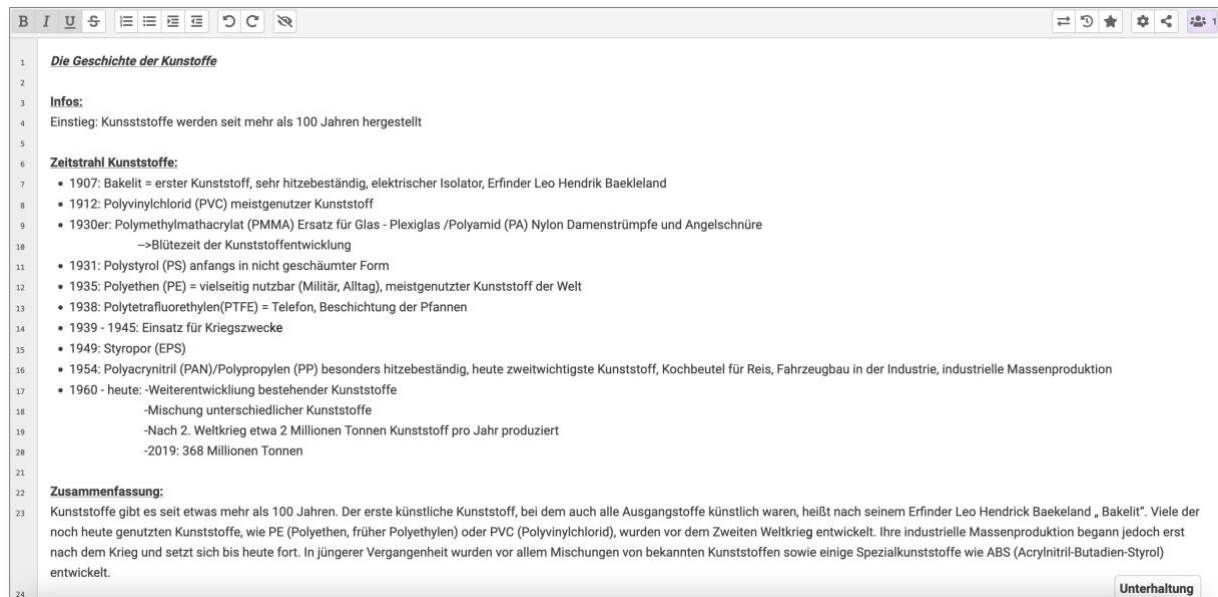 B I U S 1
1 Die Geschichte der Kunstoffe
2
3 Infos:
4 Einstieg: Kunsststoffe werden seit mehr als 100 Jahren hergestellt
5
6 Zeitstrahl Kunststoffe:
7 • 1907: Bakelit = erster Kunststoff, sehr hitzebeständig, elektrischer Isolator, Erfinder Leo Hendrik Baekleland
8 • 1912: Polyvinylchlorid (PVC) meistgenutzer Kunststoff
9 • 1930er: Polymethylmathacrylat (PMMA) Ersatz für Glas - Plexiglas /Polyamid (PA) Nylon Damenstrümpfe und Angelschnüre
10 -->Blütezeit der Kunststoffentwicklung
11 • 1931: Polystyrol (PS) anfangs in nicht geschäumter Form
12 • 1935: Polyethen (PE) = vielseitig nutzbar (Militär, Alltag), meistgenutzter Kunststoff der Welt
13 • 1938: Polytetrafluorethylen(PTFE) = Telefon, Beschichtung der Pfannen
14 • 1939 - 1945: Einsatz für Kriegszwecke
15 • 1949: Styropor (EPS)
16 • 1954: Polyacrynitril (PAN)/Polypropylen (PP) besonders hitzebeständig, heute zweitwichtigste Kunststoff, Kochbeutel für Reis, Fahrzeugbau in der Industrie, industrielle Massenproduktion
17 • 1960 - heute: -Weiterentwickliung bestehender Kunststoffe
18 -Mischung unterschiedlicher Kunststoffe
19 -Nach 2. Weltkrieg etwa 2 Millionen Tonnen Kunststoff pro Jahr produziert
20 -2019: 368 Millionen Tonnen
21
22 Zusammenfassung:
23 Kunststoffe gibt es seit etwas mehr als 100 Jahren. Der erste künstliche Kunststoff, bei dem auch alle Ausgangstoffe künstlich waren, heißt nach seinem Erfinder Leo Hendrick Baekeland „ Bakelit“. Viele der
noch heute genutzten Kunststoffe, wie PE (Polyethen, früher Polyethylen) oder PVC (Polyvinylchlorid), wurden vor dem Zweiten Weltkrieg entwickelt. Ihre industrielle Massenproduktion begann jedoch erst
nach dem Krieg und setzt sich bis heute fort. In jüngerer Vergangenheit wurden vor allem Mischungen von bekannten Kunststoffen sowie einige Spezialkunststoffe wie ABS (Acrylnitril-Butadien-Styrol)
entwickelt.
24
Unterhaltung